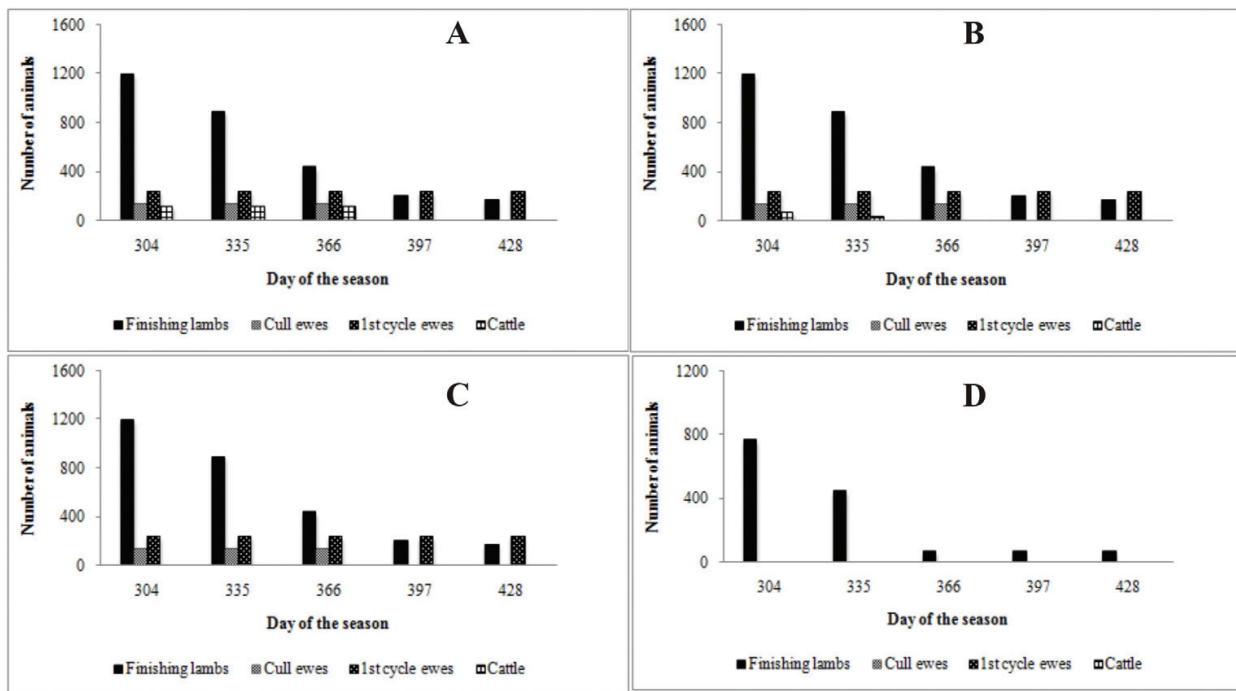 A
Number of animals
1600
1200
800
400
0
304 335 366 397 428
Day of the season
Finishing lambs Cull ewes 1st cycle ewes Cattle
B
Number of animals
1600
1200
800
400
0
304 335 366 397 428
Day of the season
Finishing lambs Cull ewes 1st cycle ewes Cattle
C
Number of animals
1600
1200
800
400
0
304 335 366 397 428
Day of the season
Finishing lambs Cull ewes 1st cycle ewes Cattle
D
Number of animals
1200
800
400
0
304 335 366 397 428
Day of the season
Finishing lambs Cull ewes 1st cycle ewes Cattle